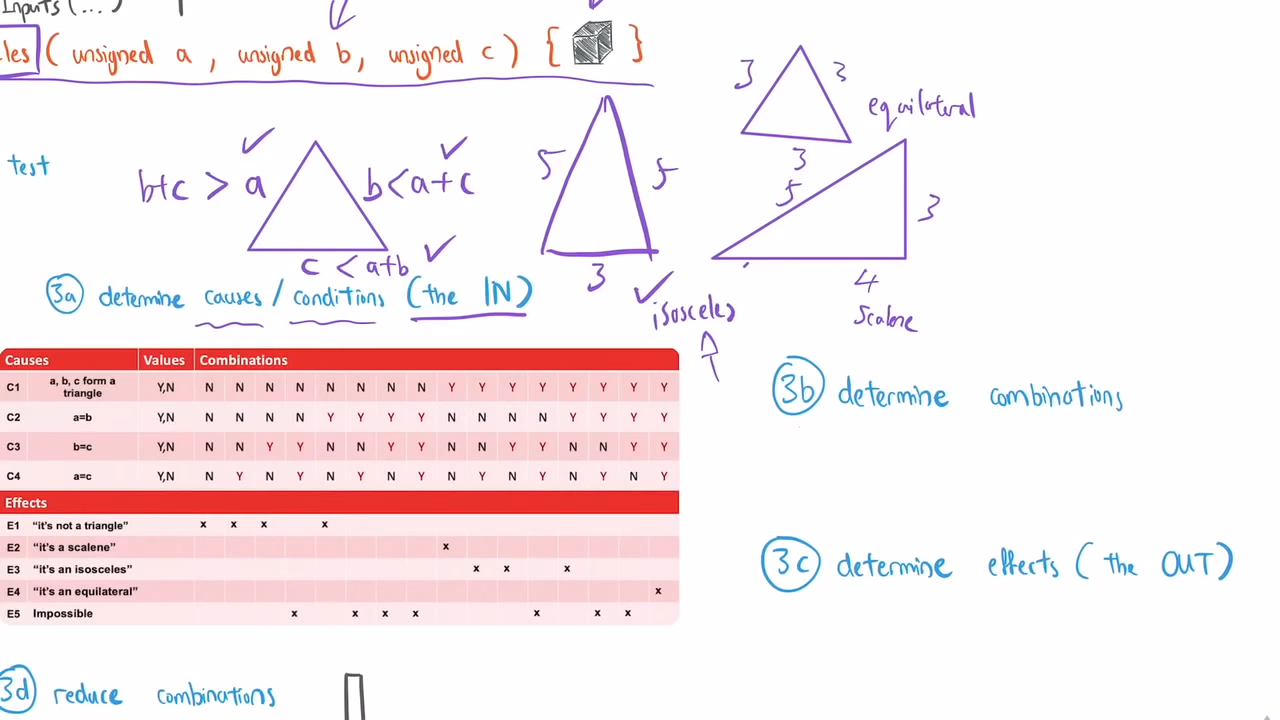 Inputs (...)
les ( unsigned a , unsigned b, unsigned c ) { }
test
b+c > a
b < a+c
c < a+b
5
5
3
isosceles
3
3
3
equilateral
5
3
4
Scalene
3a determine causes / conditions (the IN)
Causes Values Combinations
C1 a, b, c form a triangle Y,N N N N N N N N N Y Y Y Y Y Y Y Y
C2 a=b Y,N N N N N Y Y Y Y N N N N Y Y Y Y
C3 b=c Y,N N N Y Y N N Y Y N N Y Y N N Y Y
C4 a=c Y,N N Y N Y N Y N Y N Y N Y N Y N Y
Effects
E1 "it's not a triangle" x x x x
E2 "it's a scalene" x
E3 "it's an isosceles" x x x
E4 "it's an equilateral" x
E5 Impossible x x x x x x x
3b determine combinations
3c determine effects ( the OUT)
3d reduce combinations